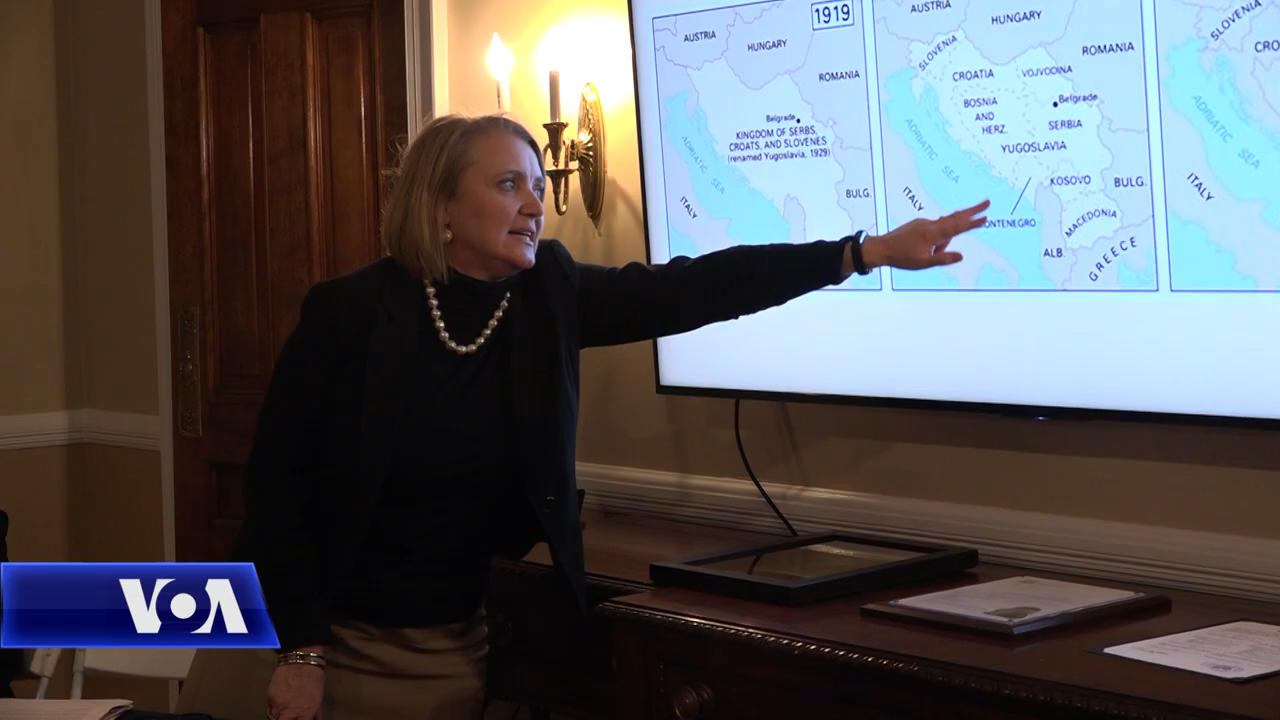 1919
AUSTRIA
HUNGARY
ROMANIA
Belgrade
KINGDOM OF SERBS,
CROATS, AND SLOVENES
(renamed Yugoslavia, 1929)
ADRIATIC SEA
ITALY
BULG.
AUSTRIA
HUNGARY
SLOVENIA
ROMANIA
CROATIA
VOJVODINA
BOSNIA
AND
HERZ.
Belgrade
SERBIA
YUGOSLAVIA
ADRIATIC SEA
KOSOVO
BULG.
ITALY
ONTENEGRO
MACEDONIA
ALB.
GREECE
SLOVENIA
CRO
ADRIATIC SEA
ITALY
VOA